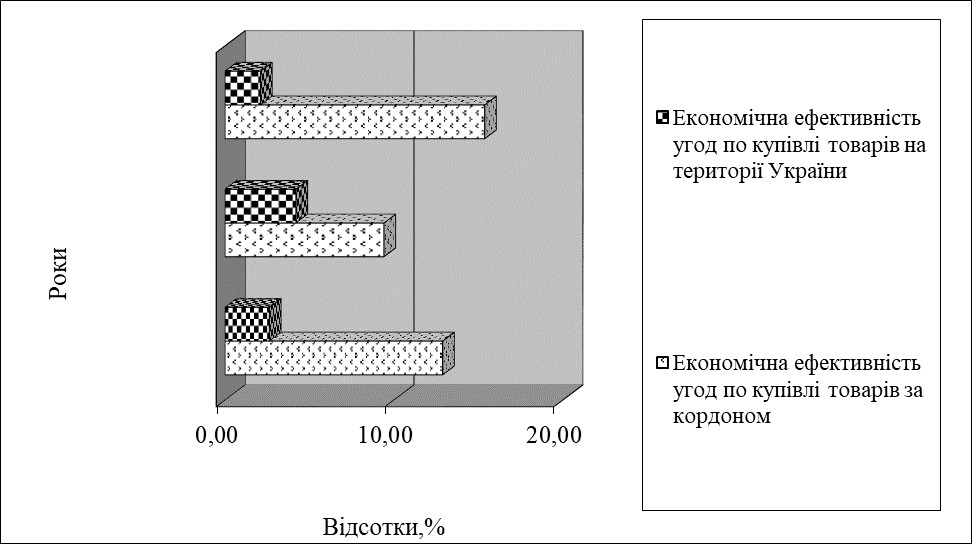 Роки
0,00
10,00
20,00
Відсотки,%
Економічна ефективність
угод по купівлі товарів на
території України
Економічна ефективність
угод по купівлі товарів за
кордоном